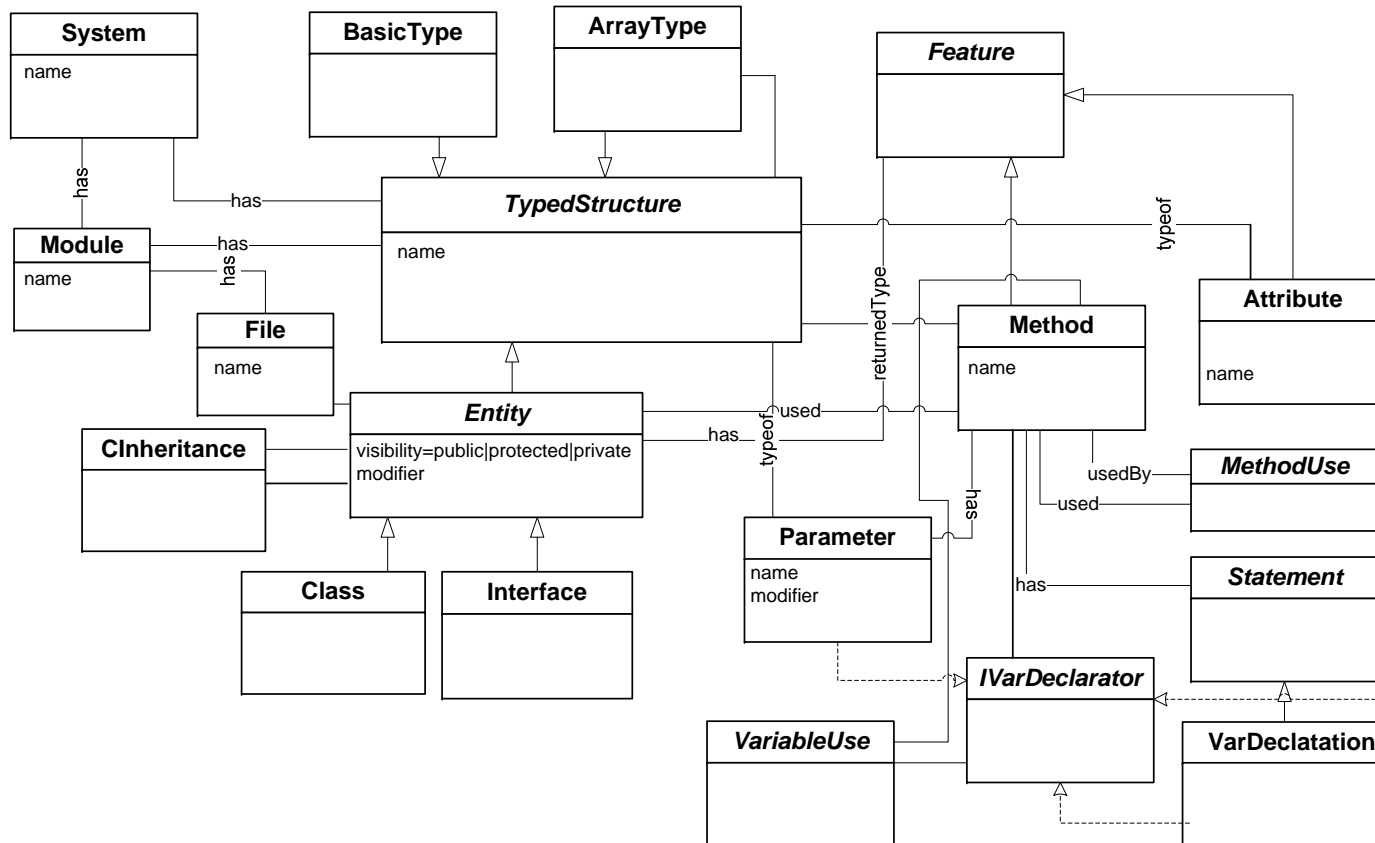 System
name
BasicType
ArrayType
Feature
has
has
TypedStructure
name
typeof
Module
name
has
has
File
name
Attribute
name
Method
name
returnedType
Entity
visibility=public|protected|private
modifier
used
has
typeof
CInheritance
usedBy
used
MethodUse
has
Parameter
name
modifier
Class
Interface
has
Statement
IVarDeclarator
VariableUse
VarDeclatation